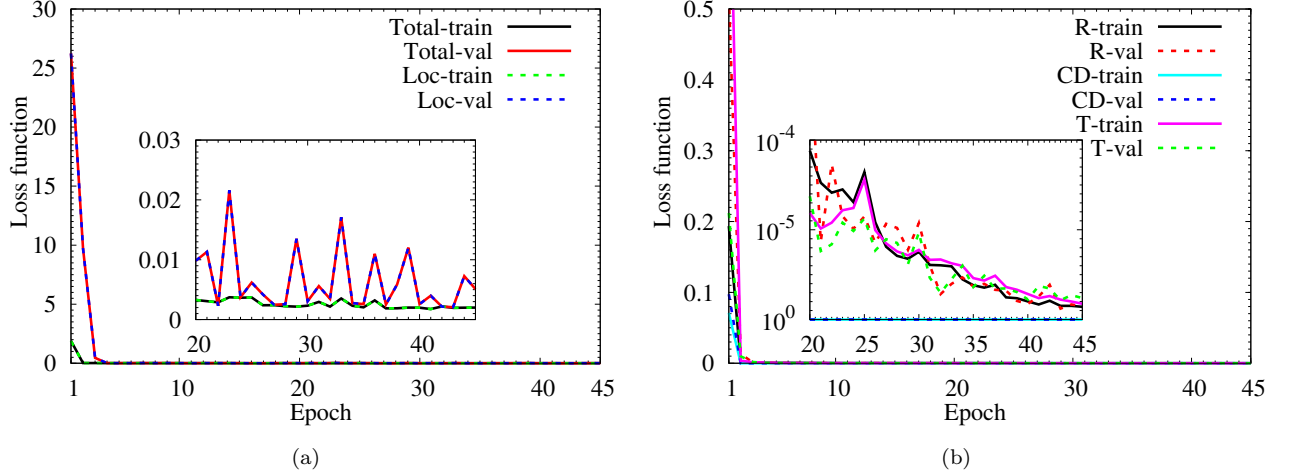 30
25
20
15
10
5
0
1
10
20
30
40
45
Loss function
Epoch
Total-train
Total-val
Loc-train
Loc-val
0.03
0.02
0.01
0
20
30
40
(a)
0.5
0.4
0.3
0.2
0.1
0
1
10
20
30
40
45
Loss function
Epoch
R-train
R-val
CD-train
CD-val
T-train
T-val
10⁻⁴
10⁻⁵
10⁰
20
25
30
35
40
45
(b)